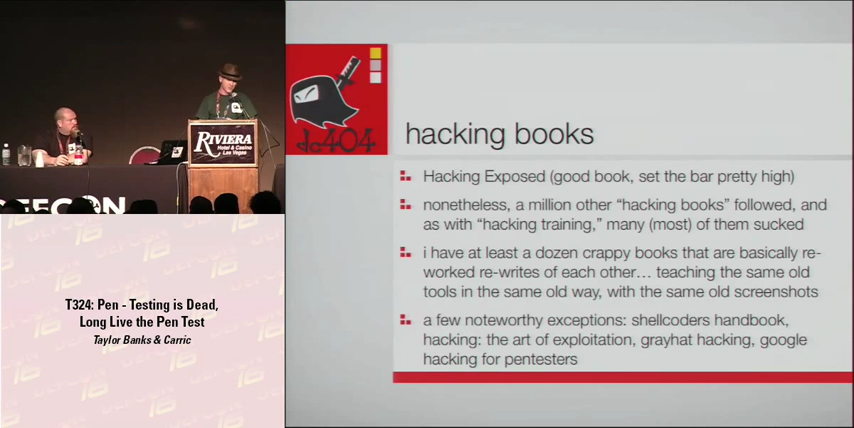 RIVIERA
Hotel & Casino
Las Vegas
DEFCON
T324: Pen - Testing is Dead,
Long Live the Pen Test
Taylor Banks & Carric
dc404
hacking books
Hacking Exposed (good book, set the bar pretty high)
nonetheless, a million other “hacking books” followed, and
as with “hacking training,” many (most) of them sucked
i have at least a dozen crappy books that are basically re-
worked re-writes of each other… teaching the same old
tools in the same old way, with the same old screenshots
a few noteworthy exceptions: shellcoders handbook,
hacking: the art of exploitation, grayhat hacking, google
hacking for pentesters